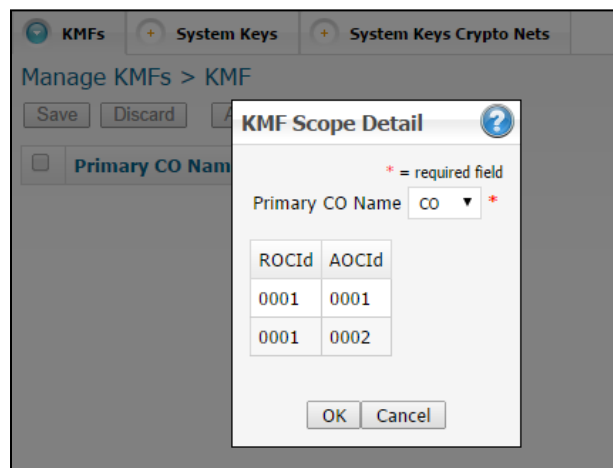 KMFs + System Keys + System Keys Crypto Nets
Manage KMFs > KMF
Save Discard A
KMF Scope Detail ?
Primary CO Nam
* = required field
Primary CO Name CO ▼ *
ROCId AOCId
0001 0001
0001 0002
OK Cancel